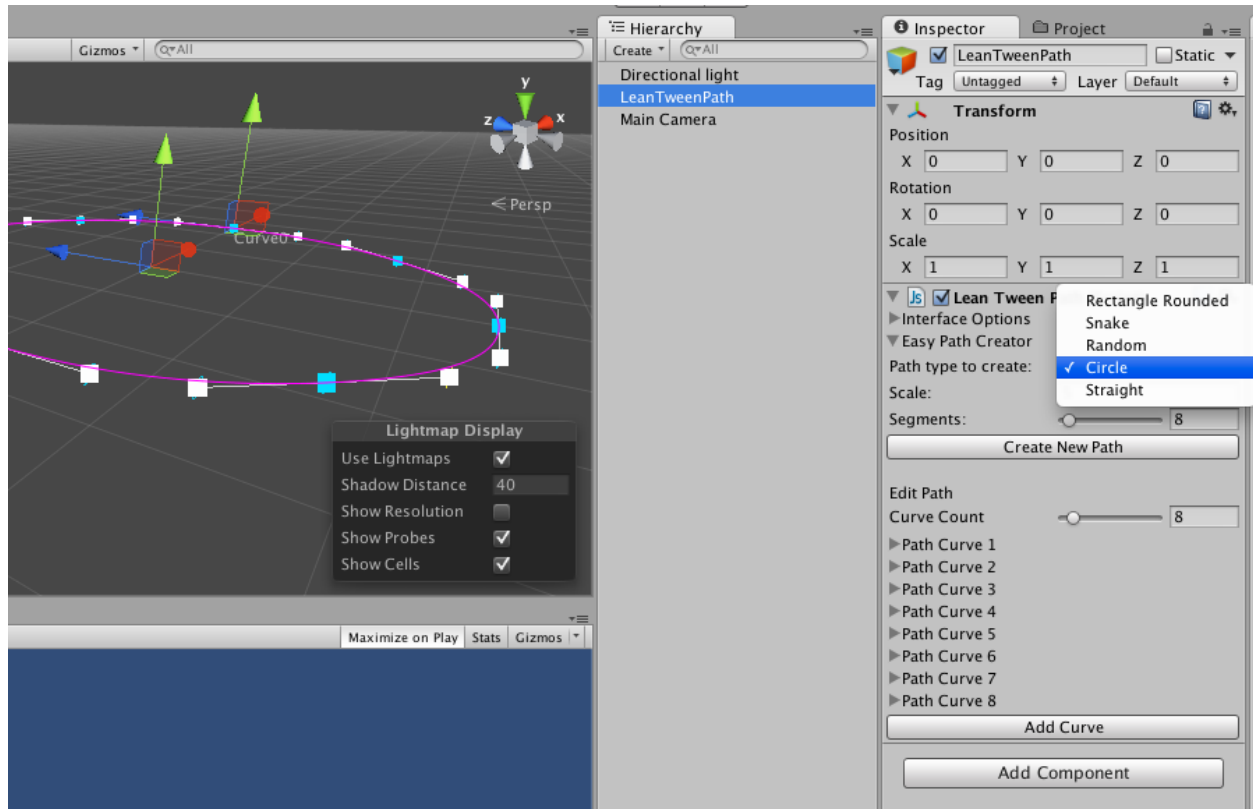 Gizmos
All
y
z
x
Persp
Curve0
Lightmap Display
Use Lightmaps
Shadow Distance 40
Show Resolution
Show Probes
Show Cells
Maximize on Play Stats Gizmos
Hierarchy
Create All
Directional light
LeanTweenPath
Main Camera
Inspector Project
LeanTweenPath Static
Tag Untagged Layer Default
Transform
Position
X 0 Y 0 Z 0
Rotation
X 0 Y 0 Z 0
Scale
X 1 Y 1 Z 1
Js Lean Tween
Interface Options
Easy Path Creator
Path type to create:
Scale:
Segments: 8
Rectangle Rounded
Snake
Random
✓ Circle
Straight
Create New Path
Edit Path
Curve Count 8
Path Curve 1
Path Curve 2
Path Curve 3
Path Curve 4
Path Curve 5
Path Curve 6
Path Curve 7
Path Curve 8
Add Curve
Add Component